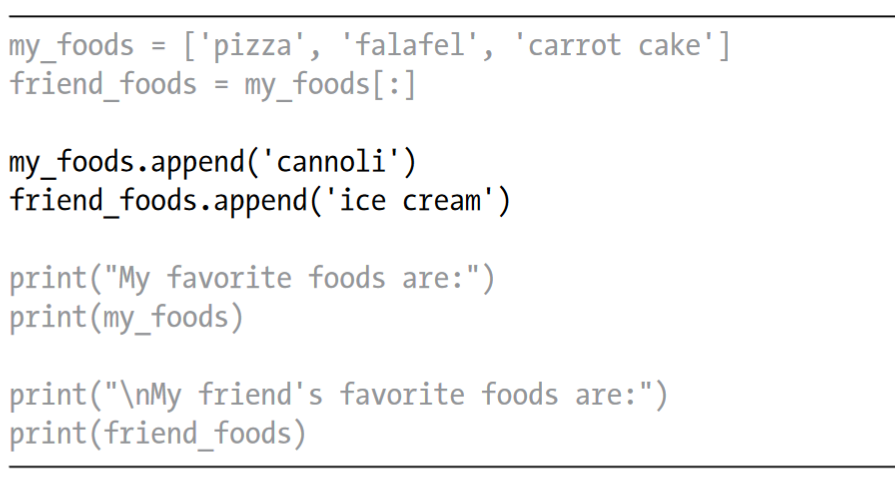 my_foods = ['pizza', 'falafel', 'carrot cake']
friend_foods = my_foods[:]
my_foods.append('cannoli')
friend_foods.append('ice cream')
print("My favorite foods are:")
print(my_foods)
print("\nMy friend's favorite foods are:")
print(friend_foods)